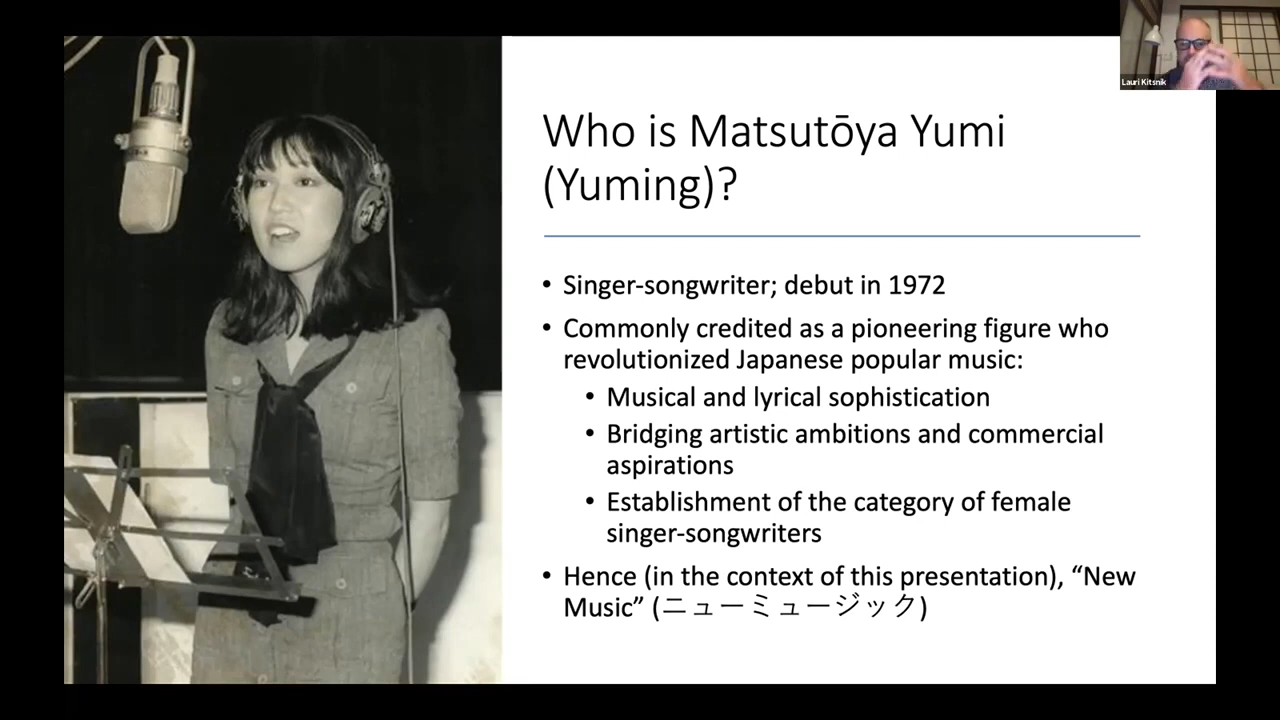 Lauri Kitsnik
Who is Matsutōya Yumi
(Yuming)?
• Singer-songwriter; debut in 1972
• Commonly credited as a pioneering figure who
revolutionized Japanese popular music:
• Musical and lyrical sophistication
• Bridging artistic ambitions and commercial
aspirations
• Establishment of the category of female
singer-songwriters
• Hence (in the context of this presentation), “New
Music” (ニューミュージック)